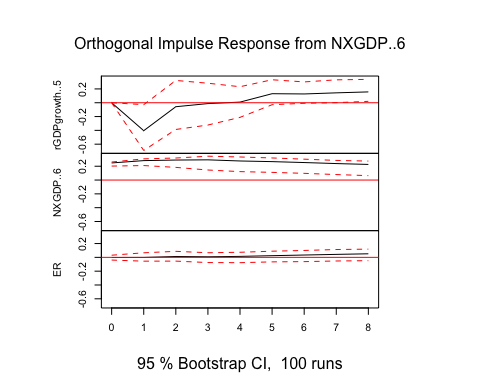 Orthogonal Impulse Response from NXGDP..6
rGDPgrowth..5
0.2
-0.2
-0.6
NXGDP..6
0.2
-0.2
-0.6
ER
0.2
-0.2
-0.6
0 1 2 3 4 5 6 7 8
95 % Bootstrap CI, 100 runs